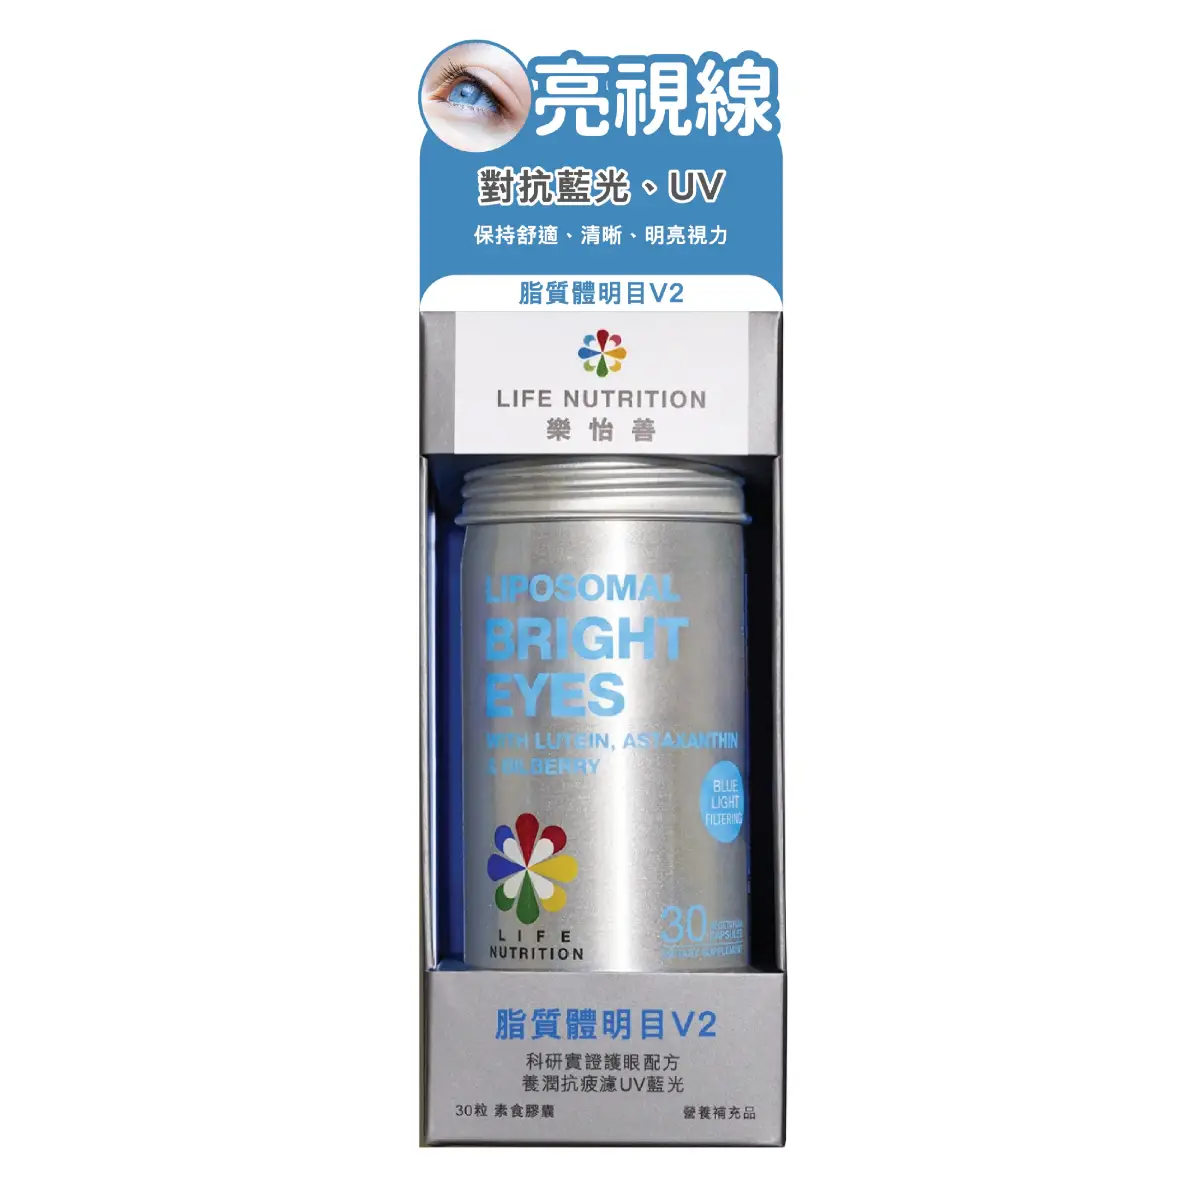 亮視線
對抗藍光、UV
保持舒適、清晰、明亮視力
脂質體明目V2
LIFE NUTRITION
樂怡善
LIPOSOMAL
BRIGHT
EYES
WITH LUTEIN, ASTAXANTHIN
& BILBERRY
BLUE
LIGHT
FILTERING
30 VEGETARIAN
CAPSULES
DIETARY SUPPLEMENT
LIFE
NUTRITION
脂質體明目V2
科研實證護眼配方
養潤抗疲濾UV藍光
30粒 素食膠囊
營養補充品